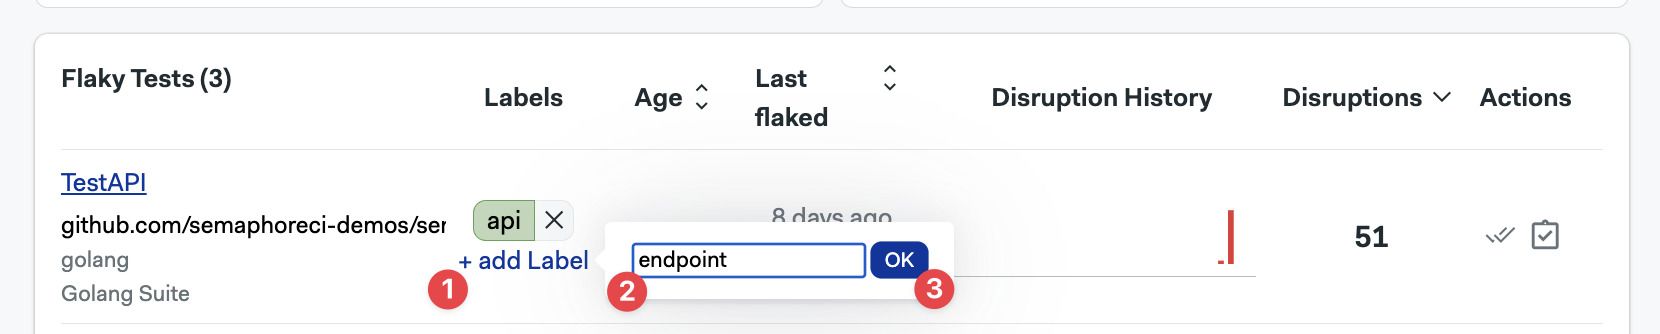 Flaky Tests (3)
Labels
Age
Last
flaked
Disruption History
Disruptions
Actions
TestAPI
github.com/semaphoreci-demos/ser
golang
Golang Suite
api
+ add Label
8 days ago
endpoint
OK
1
2
3
51